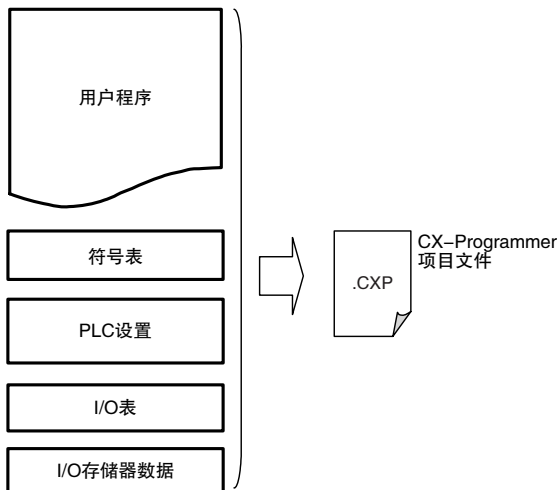 用户程序
符号表
PLC设置
I/O表
I/O存储器数据
.CXP
CX-Programmer
项目文件